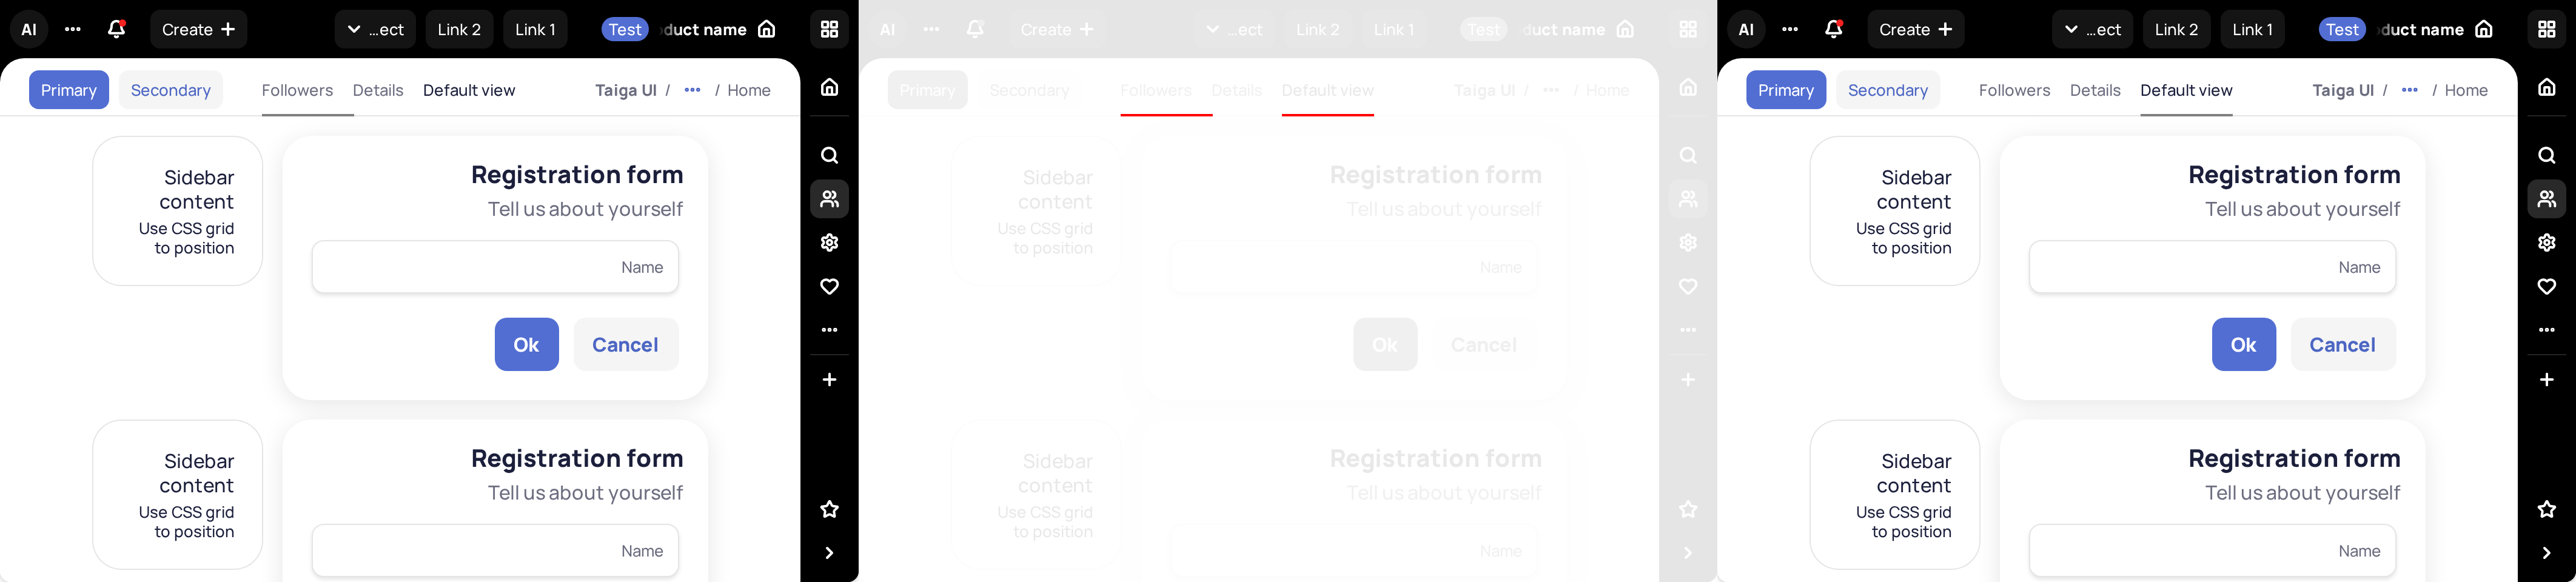 AI Create ...ect Link 2 Link 1 Test duct name
Primary Secondary Followers Details Default view Taiga UI / ... / Home
Sidebar
content
Use CSS grid
to position
Registration form
Tell us about yourself
Name
Ok Cancel
Sidebar
content
Use CSS grid
to position
Registration form
Tell us about yourself
Name
AI Create ...ect Link 2 Link 1 Test duct name
Primary Secondary Followers Details Default view Taiga UI / ... / Home
Sidebar
content
Use CSS grid
to position
Registration form
Tell us about yourself
Name
Ok Cancel
Sidebar
content
Use CSS grid
to position
Registration form
Tell us about yourself
Name
AI Create ...ect Link 2 Link 1 Test duct name
Primary Secondary Followers Details Default view Taiga UI / ... / Home
Sidebar
content
Use CSS grid
to position
Registration form
Tell us about yourself
Name
Ok Cancel
Sidebar
content
Use CSS grid
to position
Registration form
Tell us about yourself
Name